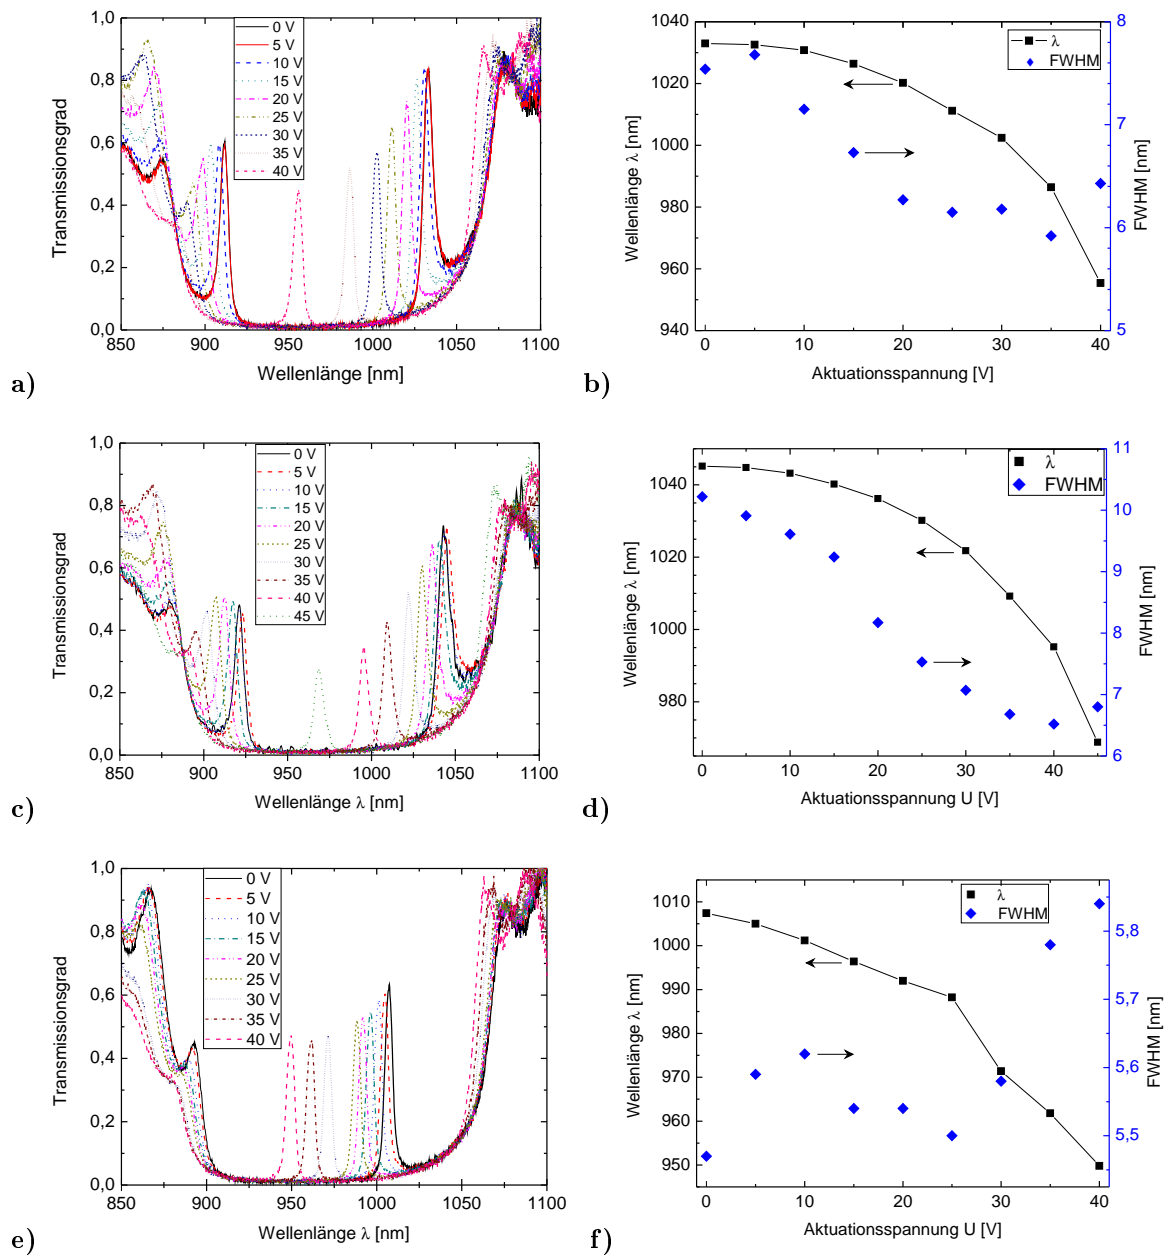 1,0
0,8
0,6
0,4
0,2
0,0
850 900 950 1000 1050 1100
Transmissionsgrad
Wellenlänge [nm]
0 V
5 V
10 V
15 V
20 V
25 V
30 V
35 V
40 V
a)
1040
1020
1000
980
960
940
0 10 20 30 40
8
7
6
5
Wellenlänge λ [nm]
FWHM [nm]
Aktuationsspannung [V]
λ
FWHM
b)
1,0
0,8
0,6
0,4
0,2
0,0
850 900 950 1000 1050 1100
Transmissionsgrad
Wellenlänge λ [nm]
0 V
5 V
10 V
15 V
20 V
25 V
30 V
35 V
40 V
45 V
c)
1040
1020
1000
980
0 10 20 30 40
11
10
9
8
7
6
Wellenlänge λ [nm]
FWHM [nm]
Aktuationsspannung U [V]
λ
FWHM
d)
1,0
0,8
0,6
0,4
0,2
0,0
850 900 950 1000 1050 1100
Transmissionsgrad
Wellenlänge λ [nm]
0 V
5 V
10 V
15 V
20 V
25 V
30 V
35 V
40 V
e)
1010
1000
990
980
970
960
950
0 10 20 30 40
5,8
5,7
5,6
5,5
Wellenlänge λ [nm]
FWHM [nm]
Aktuationsspannung U [V]
λ
FWHM
f)